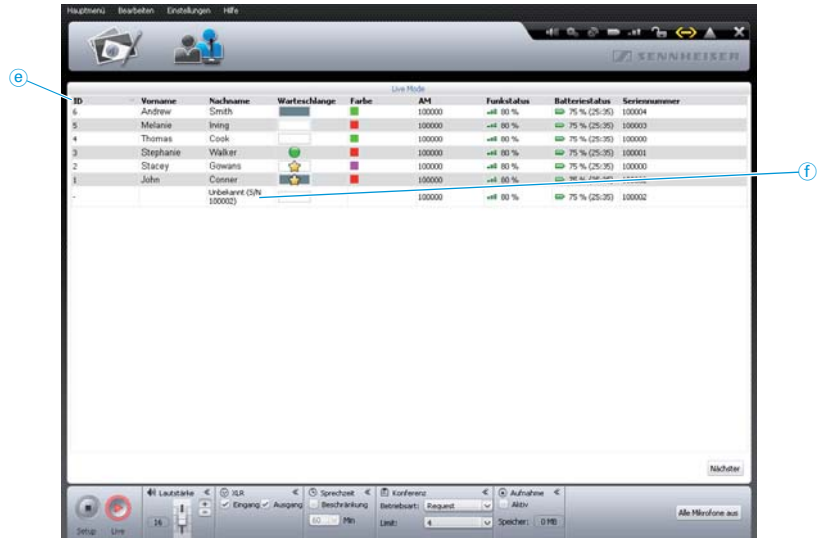 Hauptmenü Bearbeiten Einstellungen Hilfe
SENNHEISER
e
Live Mode
ID Vorname Nachname Warteschlange Farbe AM Funkstatus Batteriestatus Seriennummer
6 Andrew Smith 100000 80 % 75 % (25:35) 100004
5 Melanie Irving 100000 80 % 75 % (25:35) 100003
4 Thomas Cook 100000 80 % 75 % (25:35) 100000
3 Stephanie Walker 100000 80 % 75 % (25:35) 100001
2 Stacey Gowans 100000 80 % 75 % (25:35) 100000
1 John Conner 100000 80 %
f
- Unbekannt (S/N 100000 80 % 75 % (25:35) 100002
100002)
Nächster
Lautstärke XLR Sprechzeit Konferenz Aufnahme
Eingang Ausgang Beschränkung Betriebsart: Request Aktiv
16 60 Min Limit: 4 Speicher: 0 MB
Alle Mikrofone aus
Setup Live